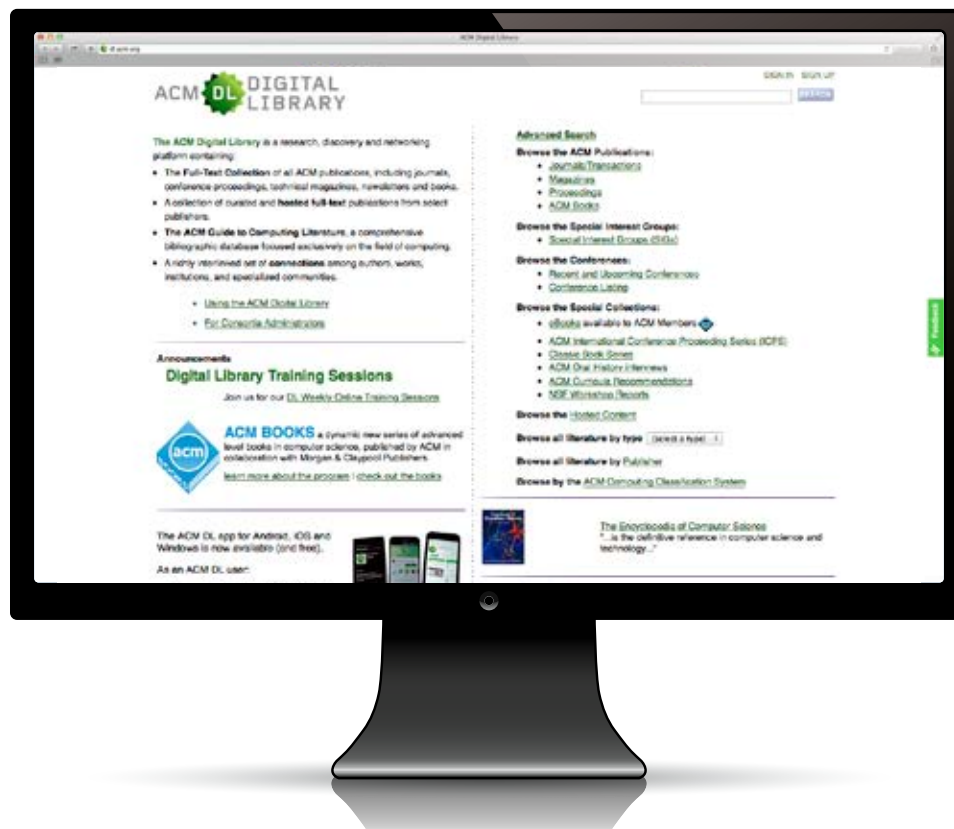 ACM Digital Library
dl.acm.org
ACM DL DIGITAL
LIBRARY
SIGN IN SIGN UP
SEARCH
The ACM Digital Library is a research, discovery and networking
platform containing:
• The Full-Text Collection of all ACM publications, including journals,
conference proceedings, technical magazines, newsletters and books.
• A collection of curated and hosted full-text publications from select
publishers.
• The ACM Guide to Computing Literature, a comprehensive
bibliographic database focused exclusively on the field of computing.
• A richly interlinked set of connections among authors, works,
institutions, and specialized communities.
• Using the ACM Digital Library
• For Consortia Administrators
Announcements
Digital Library Training Sessions
Join us for our DL Weekly Online Training Sessions
acm
ACM BOOKS a dynamic new series of advanced
level books in computer science, published by ACM in
collaboration with Morgan & Claypool Publishers
learn more about the program | check out the books
The ACM DL app for Android, iOS and
Windows is now available (and free).
As an ACM DL user:
Advanced Search
Browse the ACM Publications:
• Journals/Transactions
• Magazines
• Proceedings
• ACM Books
Browse the Special Interest Groups:
• Special Interest Groups (SIGs)
Browse the Conferences:
• Recent and Upcoming Conferences
• Conference Listing
Browse the Special Collections:
• eBooks available to ACM Members
• ACM International Conference Proceeding Series (ICPS)
• Classic Book Series
• ACM Oral History interviews
• ACM Curricula Recommendations
• NSF Workshop Reports
Browse the Hosted Content
Browse all literature by type (select a type)
Browse all literature by Publisher
Browse by the ACM Computing Classification System
The Encyclopedia of Computer Science
"...is the definitive reference in computer science and
technology..."
Feedback